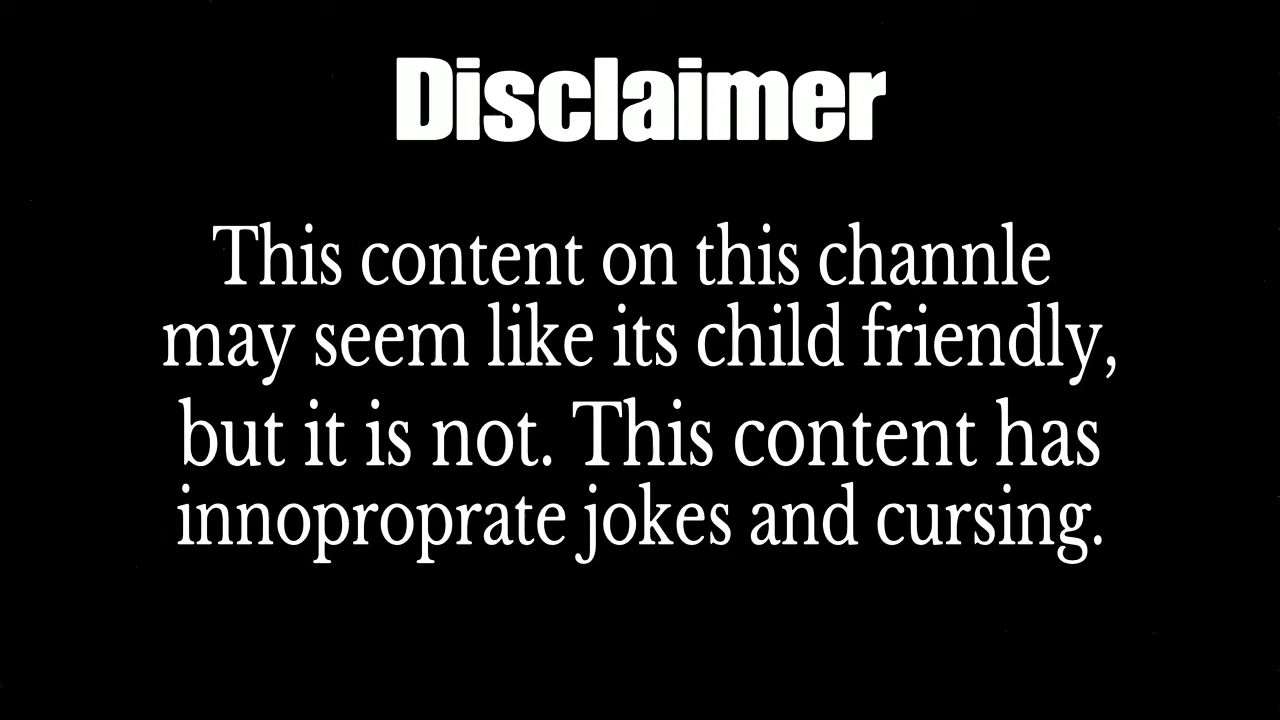 Disclaimer
This content on this channle
may seem like its child friendly,
but it is not. This content has
innoproprate jokes and cursing.